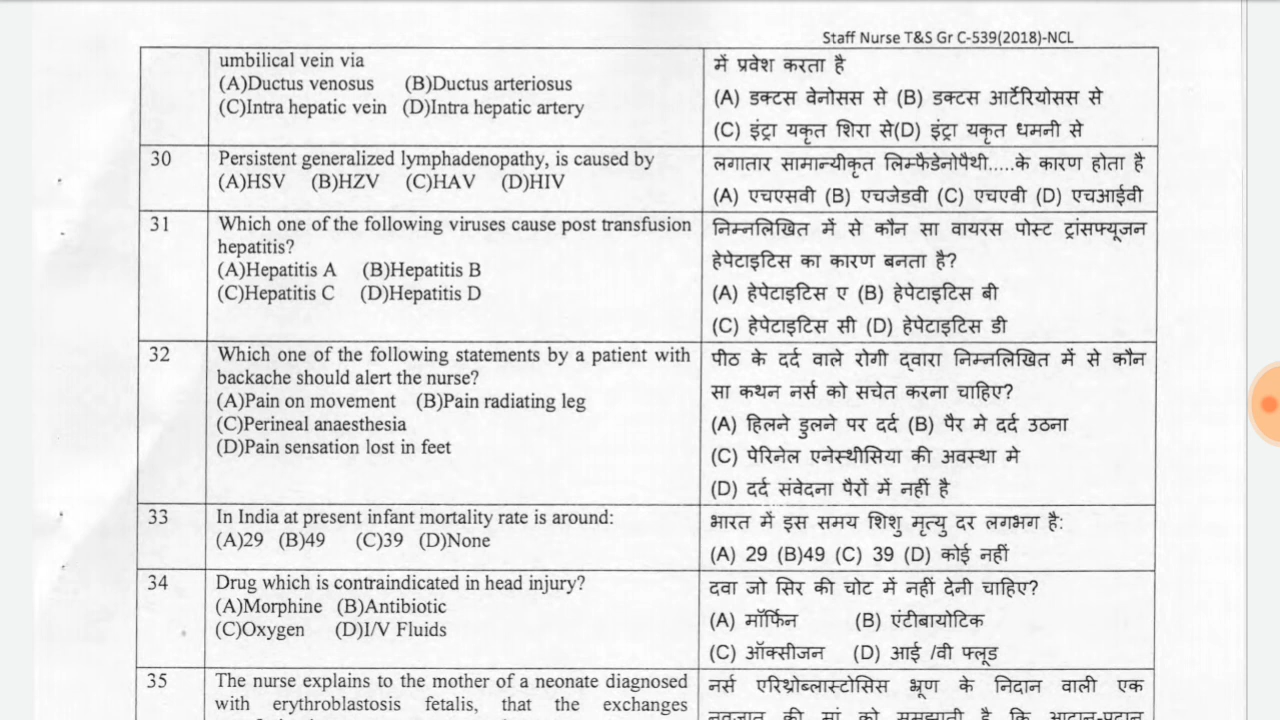 Staff Nurse T&S Gr C-539(2018)-NCL
umbilical vein via
(A)Ductus venosus (B)Ductus arteriosus
(C)Intra hepatic vein (D)Intra hepatic artery
में प्रवेश करता है
(A) डक्टस वेनोसस से (B) डक्टस आर्टेरियोसस से
(C) इंट्रा यकृत शिरा से(D) इंट्रा यकृत धमनी से
30
Persistent generalized lymphadenopathy, is caused by
(A)HSV (B)HZV (C)HAV (D)HIV
लगातार सामान्यीकृत लिम्फैडेनोपैथी.....के कारण होता है
(A) एचएसवी (B) एचजेडवी (C) एचएवी (D) एचआईवी
31
Which one of the following viruses cause post transfusion
hepatitis?
(A)Hepatitis A (B)Hepatitis B
(C)Hepatitis C (D)Hepatitis D
निम्नलिखित में से कौन सा वायरस पोस्ट ट्रांसफ्यूजन
हेपेटाइटिस का कारण बनता है?
(A) हेपेटाइटिस ए (B) हेपेटाइटिस बी
(C) हेपेटाइटिस सी (D) हेपेटाइटिस डी
32
Which one of the following statements by a patient with
backache should alert the nurse?
(A)Pain on movement (B)Pain radiating leg
(C)Perineal anaesthesia
(D)Pain sensation lost in feet
पीठ के दर्द वाले रोगी द्वारा निम्नलिखित में से कौन
सा कथन नर्स को सचेत करना चाहिए?
(A) हिलने डुलने पर दर्द (B) पैर मे दर्द उठना
(C) पेरिनेल एनेस्थीसिया की अवस्था मे
(D) दर्द संवेदना पैरों में नहीं है
33
In India at present infant mortality rate is around:
(A)29 (B)49 (C)39 (D)None
भारत में इस समय शिशु मृत्यु दर लगभग है:
(A) 29 (B)49 (C) 39 (D) कोई नहीं
34
Drug which is contraindicated in head injury?
(A)Morphine (B)Antibiotic
(C)Oxygen (D)I/V Fluids
दवा जो सिर की चोट में नहीं देनी चाहिए?
(A) मॉर्फिन (B) एंटीबायोटिक
(C) ऑक्सीजन (D) आई /वी फ्लूड
35
The nurse explains to the mother of a neonate diagnosed
with erythroblastosis fetalis, that the exchanges
नर्स एरिथ्रोब्लास्टोसिस भ्रूण के निदान वाली एक
नवजात की मां को समझाती है कि आदान-प्रदान